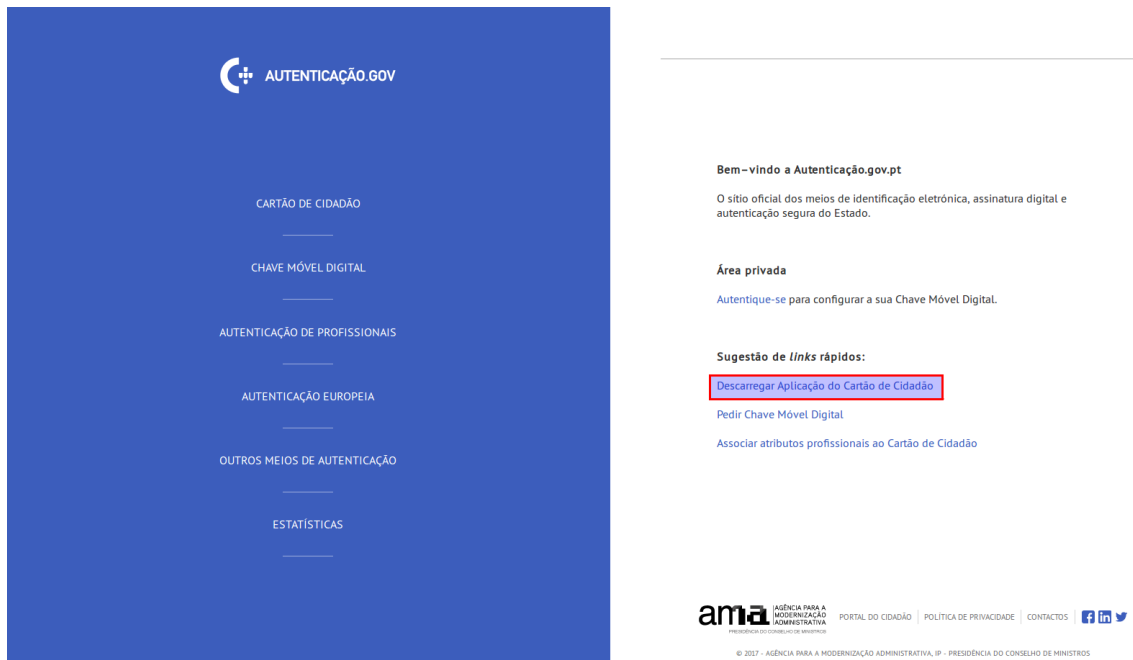 AUTENTICAÇÃO.GOV
CARTÃO DE CIDADÃO
CHAVE MÓVEL DIGITAL
AUTENTICAÇÃO DE PROFISSIONAIS
AUTENTICAÇÃO EUROPEIA
OUTROS MEIOS DE AUTENTICAÇÃO
ESTATÍSTICAS
Bem-vindo a Autenticação.gov.pt
O sítio oficial dos meios de identificação eletrónica, assinatura digital e
autenticação segura do Estado.
Área privada
Autentique-se para configurar a sua Chave Móvel Digital.
Sugestão de links rápidos:
Descarregar Aplicação do Cartão de Cidadão
Pedir Chave Móvel Digital
Associar atributos profissionais ao Cartão de Cidadão
ama
AGÊNCIA PARA A
MODERNIZAÇÃO
ADMINISTRATIVA
PRESIDÊNCIA DO CONSELHO DE MINISTROS
PORTAL DO CIDADÃO
POLÍTICA DE PRIVACIDADE
CONTACTOS
© 2017 - AGÊNCIA PARA A MODERNIZAÇÃO ADMINISTRATIVA, IP - PRESIDÊNCIA DO CONSELHO DE MINISTROS